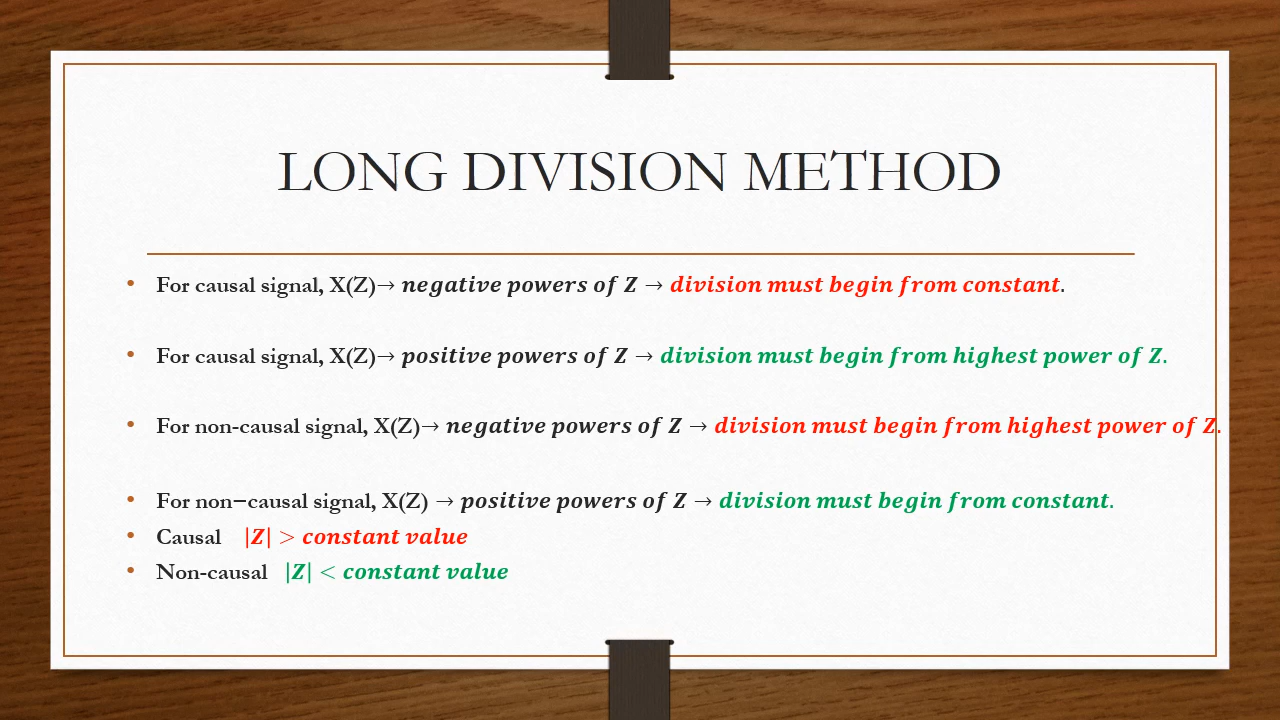 LONG DIVISION METHOD
• For causal signal, X(Z)→ negative powers of Z → division must begin from constant.
• For causal signal, X(Z)→ positive powers of Z → division must begin from highest power of Z.
• For non-causal signal, X(Z)→ negative powers of Z → division must begin from highest power of Z.
• For non−causal signal, X(Z) → positive powers of Z → division must begin from constant.
• Causal |Z| > constant value
• Non-causal |Z| < constant value